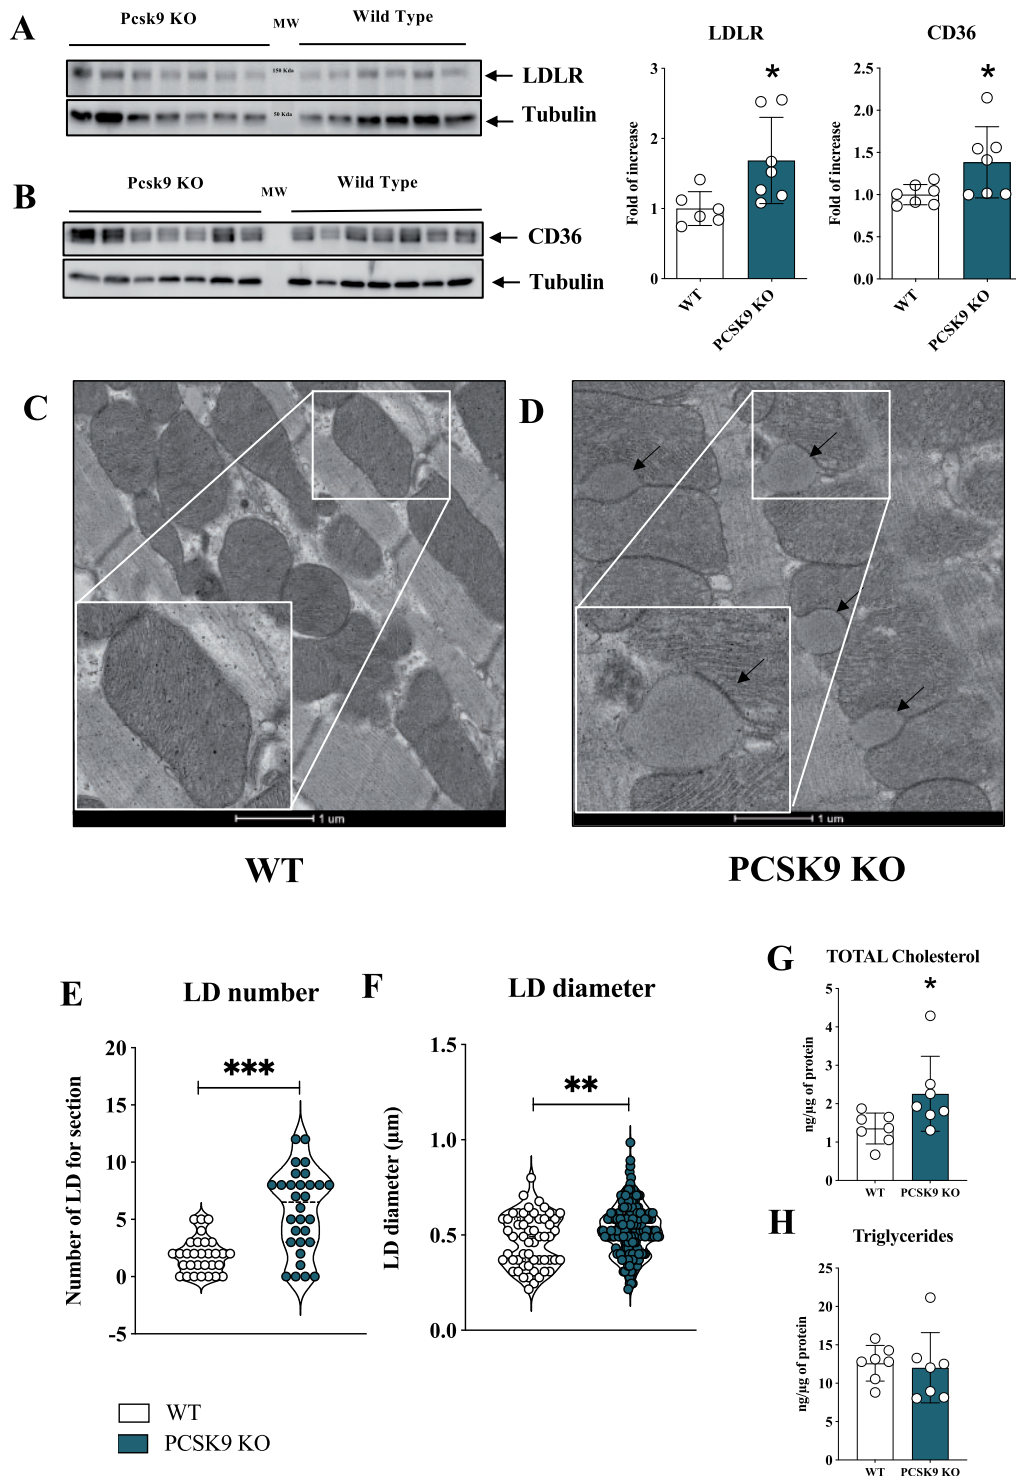 A
Pcsk9 KO
MW
Wild Type
150 Kda
LDLR
50 Kda
Tubulin
B
Pcsk9 KO
MW
Wild Type
CD36
Tubulin
LDLR
Fold of increase
3
2
1
0
*
WT
PCSK9 KO
CD36
Fold of increase
2.5
2.0
1.5
1.0
0.5
0.0
*
WT
PCSK9 KO
C
1 um
WT
D
1 um
PCSK9 KO
E
LD number
Number of LD for section
20
15
10
5
0
-5
***
F
LD diameter
LD diameter (µm)
1.5
1.0
0.5
0.0
**
G
TOTAL Cholesterol
ng/µg of protein
5
4
3
2
1
0
*
WT
PCSK9 KO
H
Triglycerides
ng/µg of protein
25
20
15
10
5
0
WT
PCSK9 KO
WT
PCSK9 KO